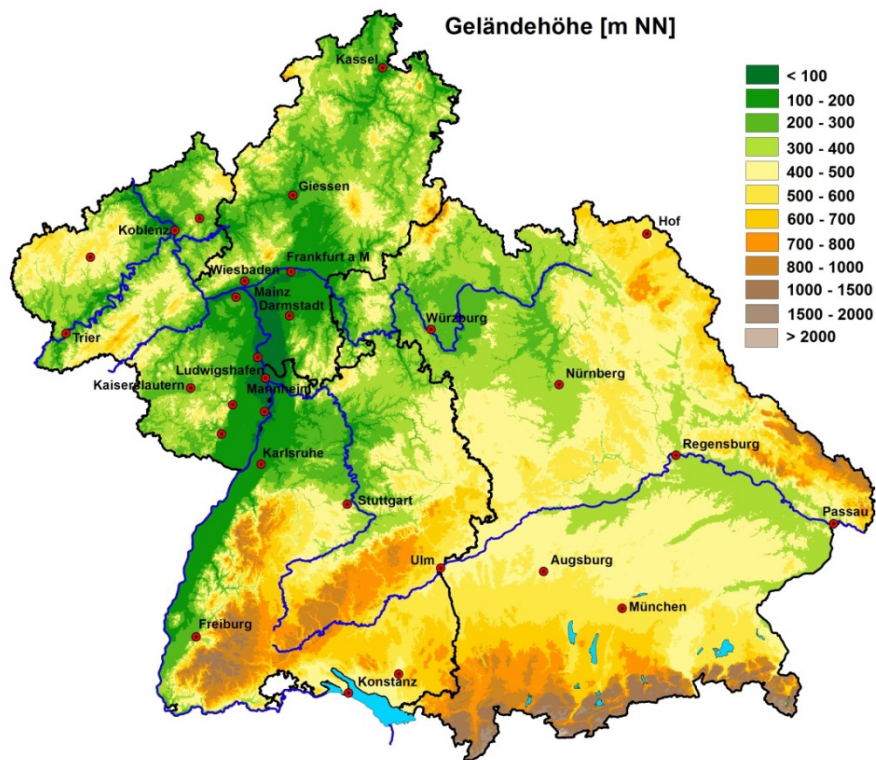 Geländehöhe [m NN]
Kassel
< 100
100 - 200
200 - 300
300 - 400
400 - 500
500 - 600
600 - 700
700 - 800
800 - 1000
1000 - 1500
1500 - 2000
> 2000
Giessen
Koblenz
Hof
Frankfurt a M
Wiesbaden
Mainz
Darmstadt
Würzburg
Trier
Ludwigshafen
Kaiserslautern
Mannheim
Nürnberg
Karlsruhe
Regensburg
Stuttgart
Passau
Ulm
Augsburg
München
Freiburg
Konstanz